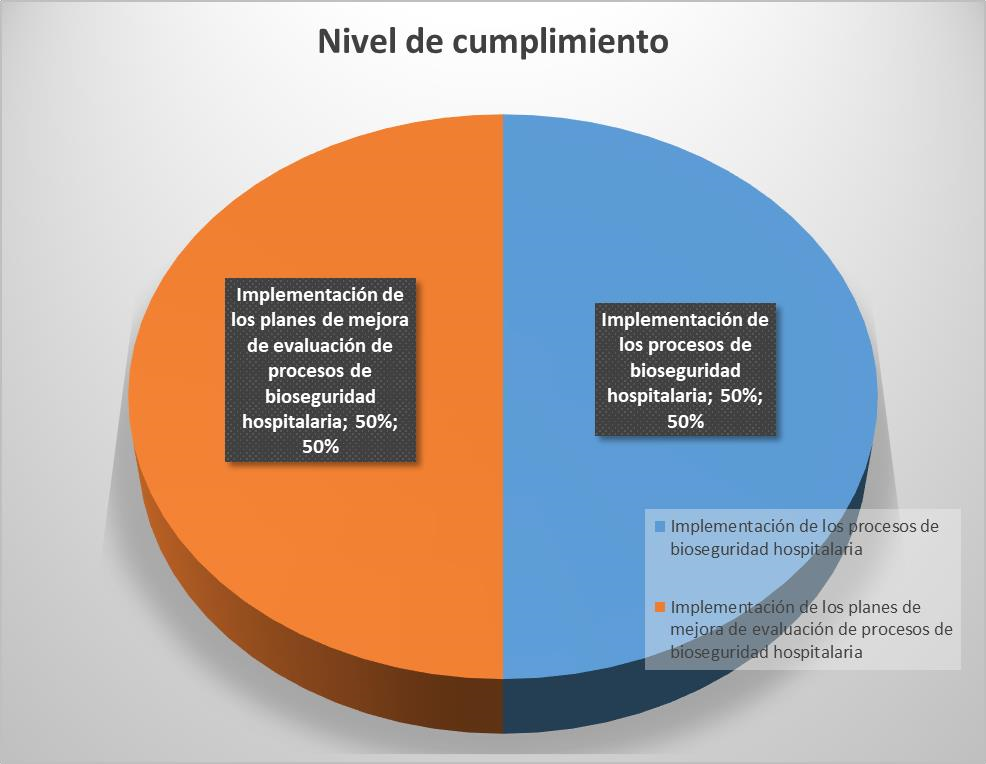 Nivel de cumplimiento
Implementación de
los planes de mejora
de evaluación de
procesos de
bioseguridad
hospitalaria; 50%;
50%
Implementación de
los procesos de
bioseguridad
hospitalaria; 50%;
50%
Implementación de los procesos de
bioseguridad hospitalaria
Implementación de los planes de
mejora de evaluación de procesos de
bioseguridad hospitalaria